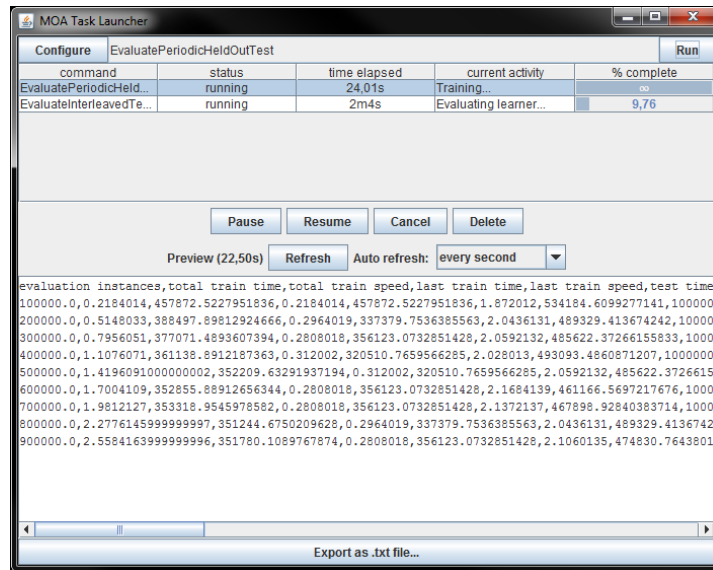 MOA Task Launcher
Configure EvaluatePeriodicHeldOutTest Run
command status time elapsed current activity % complete
EvaluatePeriodicHeld... running 24,01s Training... ∞
EvaluateInterleavedTe... running 2m4s Evaluating learner... 9,76
Pause Resume Cancel Delete
Preview (22,50s) Refresh Auto refresh: every second
evaluation instances,total train time,total train speed,last train time,last train speed,test time
100000.0,0.2184014,457872.5227951836,0.2184014,457872.5227951836,1.872012,534184.6099277141,100000
200000.0,0.5148033,388497.89812924666,0.2964019,337379.7536385563,2.0436131,489329.413674242,10000
300000.0,0.7956051,377071.4893607394,0.2808018,356123.0732851428,2.0592132,485622.37266155833,1000
400000.0,1.1076071,361138.8912187363,0.312002,320510.7659566285,2.028013,493093.4860871207,1000000
500000.0,1.4196091000000002,352209.63291937194,0.312002,320510.7659566285,2.0592132,485622.3726615
600000.0,1.7004109,352855.88912656344,0.2808018,356123.0732851428,2.1684139,461166.5697217676,1000
700000.0,1.9812127,353318.9545978582,0.2808018,356123.0732851428,2.1372137,467898.92840383714,1000
800000.0,2.2776145999999997,351244.6750209628,0.2964019,337379.7536385563,2.0436131,489329.4136742
900000.0,2.5584163999999996,351780.1089767874,0.2808018,356123.0732851428,2.1060135,474830.7643801
Export as .txt file...